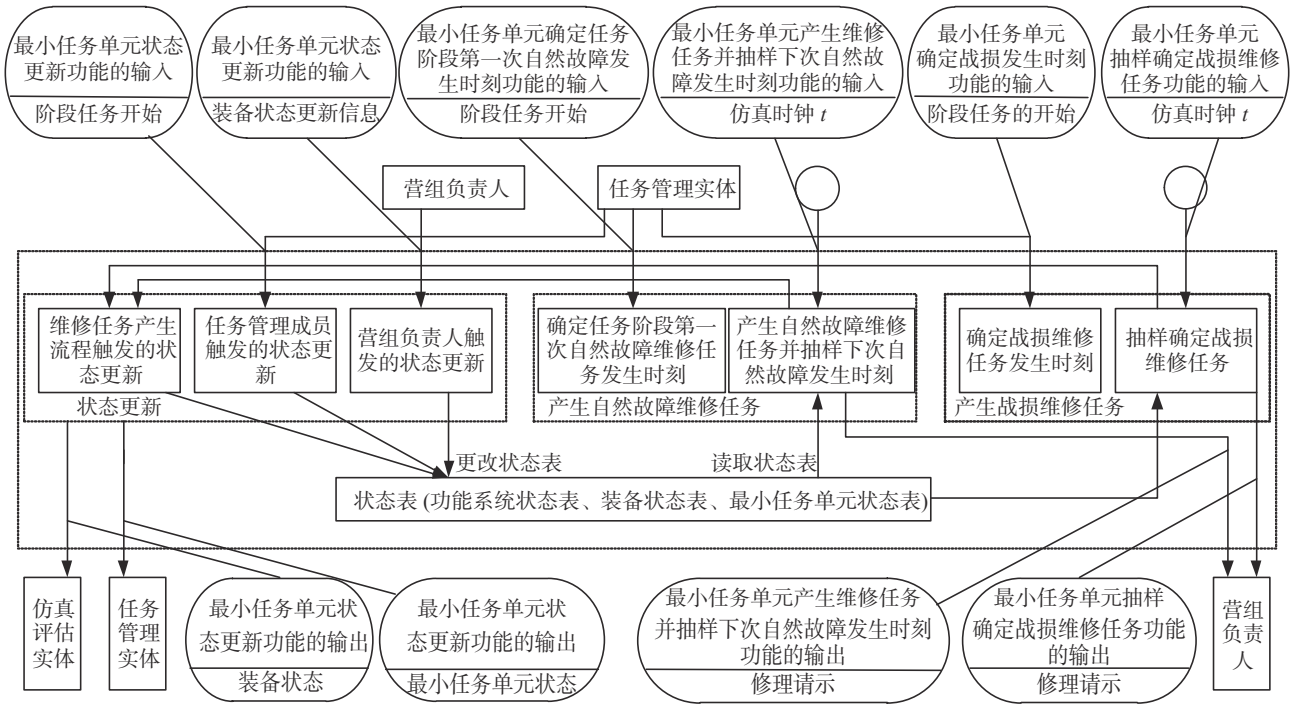 最小任务单元状态
更新功能的输入
阶段任务开始
最小任务单元状态
更新功能的输入
装备状态更新信息
最小任务单元确定任务
阶段第一次自然故障发
生时刻功能的输入
阶段任务开始
最小任务单元产生维修
任务并抽样下次自然故
障发生时刻功能的输入
仿真时钟 t
最小任务单元
确定战损发生时刻
功能的输入
阶段任务的开始
最小任务单元
抽样确定战损维修
任务功能的输入
仿真时钟 t
营组负责人
任务管理实体
维修任务产生
流程触发的状
态更新
任务管理成员
触发的状态更
新
营组负责人触
发的状态更新
状态更新
确定任务阶段第一
次自然故障维修任
务发生时刻
产生自然故障维修
任务并抽样下次自
然故障发生时刻
产生自然故障维修任务
确定战损维修
任务发生时刻
抽样确定战损
维修任务
产生战损维修任务
更改状态表
读取状态表
状态表 (功能系统状态表、装备状态表、最小任务单元状态表)
仿真
评估
实体
任务
管理
实体
最小任务单元状
态更新功能的输出
装备状态
最小任务单元状
态更新功能的输出
最小任务单元状态
最小任务单元产生维修任务
并抽样下次自然故障发生时刻
功能的输出
修理请示
最小任务单元抽样
确定战损维修任务功能
的输出
修理请示
营组
负责
人